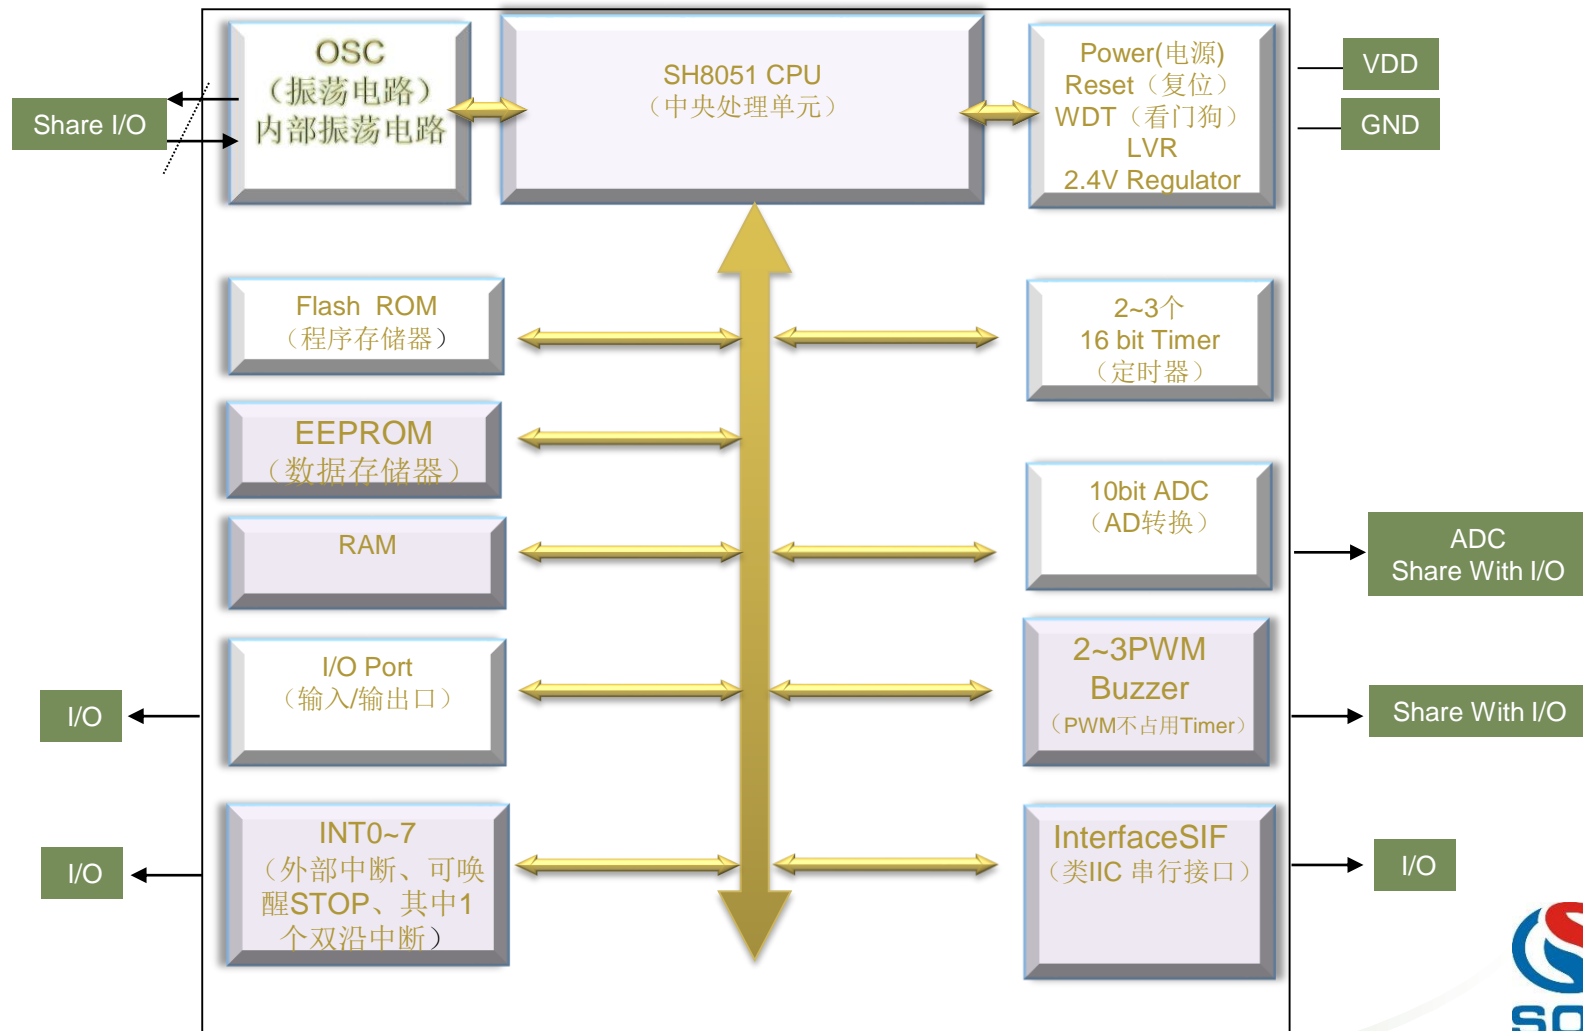 OSC
（振荡电路）
内部振荡电路
SH8051 CPU
（中央处理单元）
Power(电源)
Reset（复位）
WDT（看门狗）
LVR
2.4V Regulator
VDD
GND
Share I/O
Flash ROM
（程序存储器）
2~3个
16 bit Timer
（定时器）
EEPROM
（数据存储器）
10bit ADC
（AD转换）
RAM
ADC
Share With I/O
I/O Port
（输入/输出口）
2~3PWM
Buzzer
（PWM不占用Timer）
I/O
Share With I/O
INT0~7
（外部中断、可唤
醒STOP、其中1
个双沿中断）
InterfaceSIF
（类IIC 串行接口）
I/O
I/O